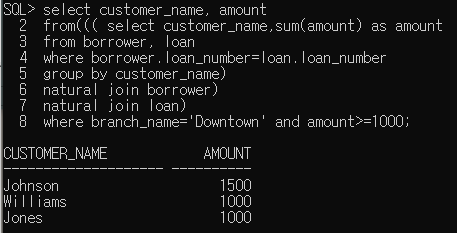 SQL> select customer_name, amount
  2  from((( select customer_name,sum(amount) as amount
  3  from borrower, loan
  4  where borrower.loan_number=loan.loan_number
  5  group by customer_name)
  6  natural join borrower)
  7  natural join loan)
  8  where branch_name='Downtown' and amount>=1000;
CUSTOMER_NAME            AMOUNT
-------------------- ----------
Johnson                    1500
Williams                   1000
Jones                      1000